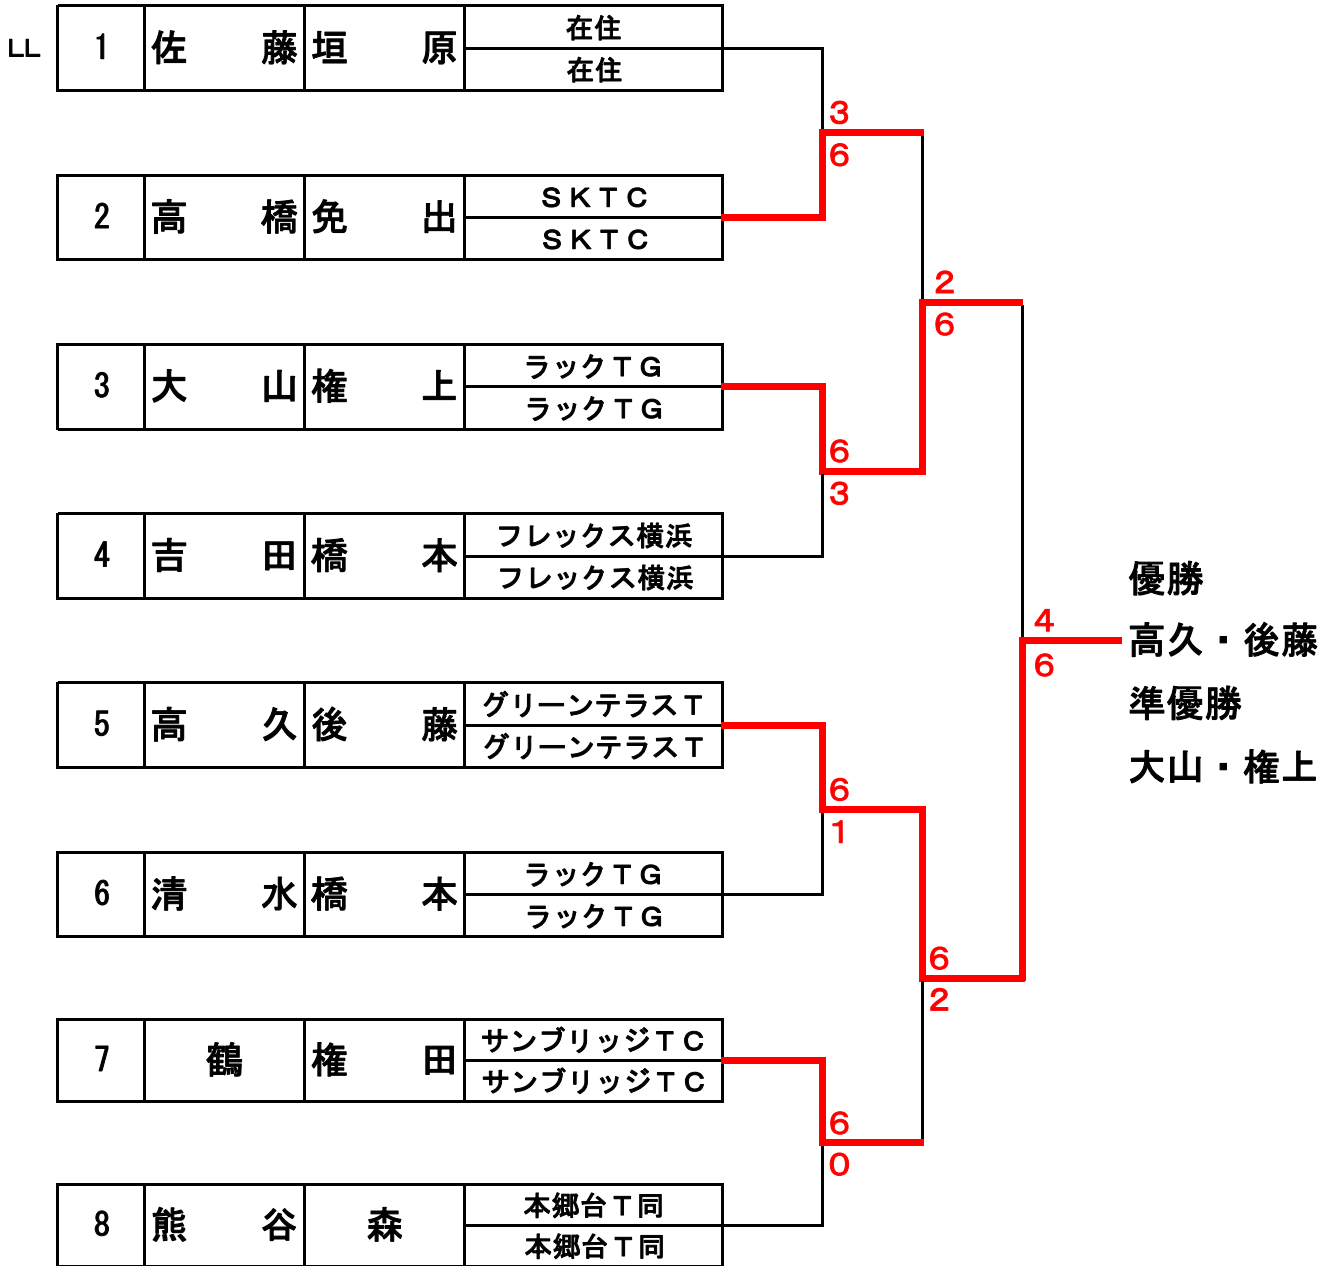 LL
1 佐藤 垣原 在住
在住
3
6
2 高橋 免出 ＳＫＴＣ
ＳＫＴＣ
2
6
3 大山 権上 ラックＴＧ
ラックＴＧ
6
3
4 吉田 橋本 フレックス横浜
フレックス横浜
優勝
4
高久・後藤
6
準優勝
大山・権上
5 高久 後藤 グリーンテラスＴ
グリーンテラスＴ
6
1
6 清水 橋本 ラックＴＧ
ラックＴＧ
6
2
7 鶴 権田 サンブリッジＴＣ
サンブリッジＴＣ
6
0
8 熊谷 森 本郷台Ｔ同
本郷台Ｔ同